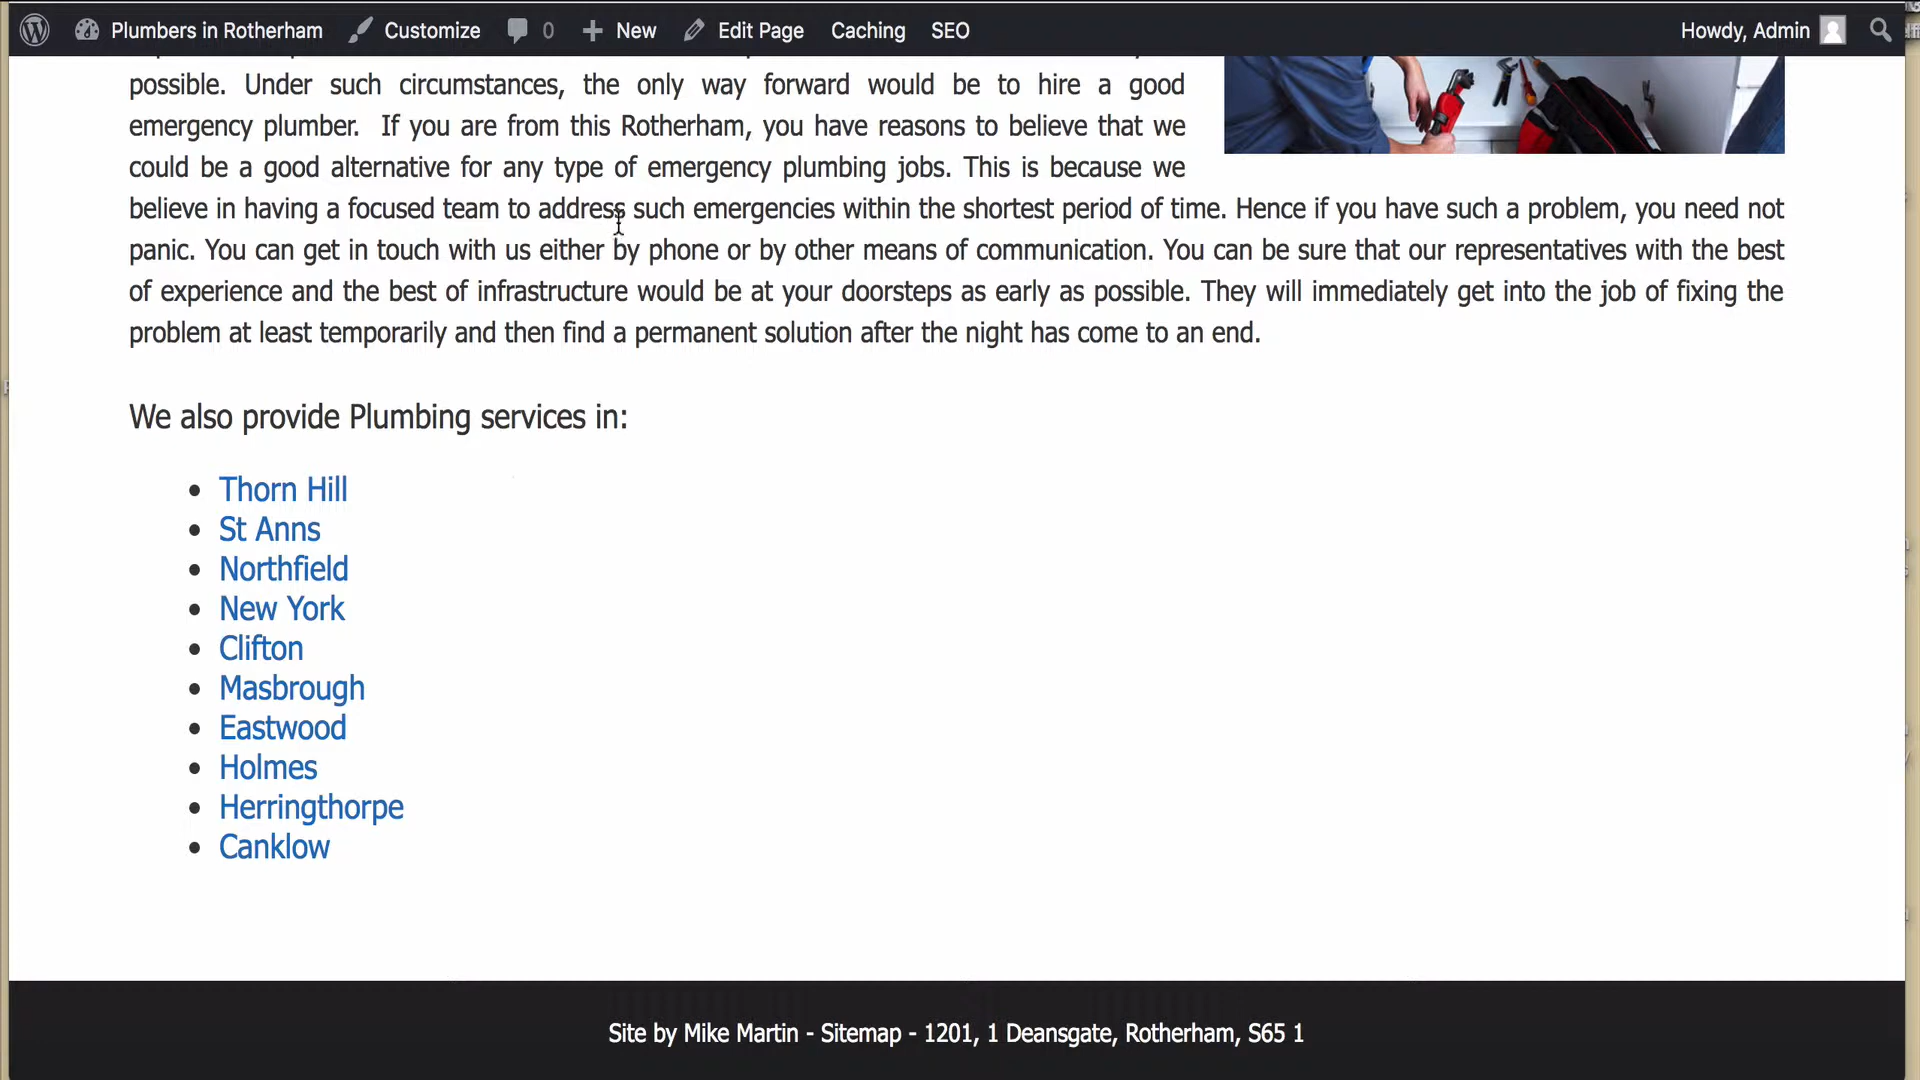 Plumbers in Rotherham Customize 0 New Edit Page Caching SEO Howdy, Admin
possible. Under such circumstances, the only way forward would be to hire a good
emergency plumber. If you are from this Rotherham, you have reasons to believe that we
could be a good alternative for any type of emergency plumbing jobs. This is because we
believe in having a focused team to address such emergencies within the shortest period of time. Hence if you have such a problem, you need not
panic. You can get in touch with us either by phone or by other means of communication. You can be sure that our representatives with the best
of experience and the best of infrastructure would be at your doorsteps as early as possible. They will immediately get into the job of fixing the
problem at least temporarily and then find a permanent solution after the night has come to an end.
We also provide Plumbing services in:
Thorn Hill
St Anns
Northfield
New York
Clifton
Masbrough
Eastwood
Holmes
Herringthorpe
Canklow
Site by Mike Martin - Sitemap - 1201, 1 Deansgate, Rotherham, S65 1